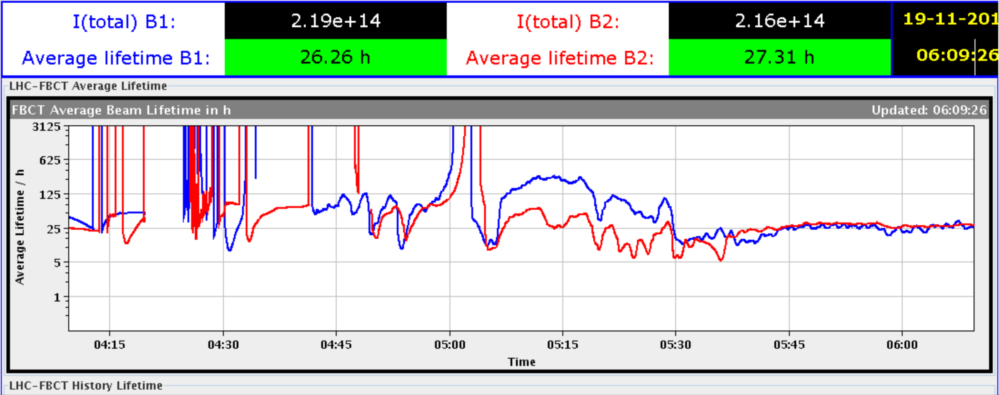 I(total) B1: 2.19e+14 I(total) B2: 2.16e+14 19-11-201
Average lifetime B1: 26.26 h Average lifetime B2: 27.31 h 06:09:26
LHC-FBCT Average Lifetime
FBCT Average Beam Lifetime in h Updated: 06:09:26
3125
625
125
25
5
1
Average Lifetime / h
04:15 04:30 04:45 05:00 05:15 05:30 05:45 06:00
Time
LHC-FBCT History Lifetime